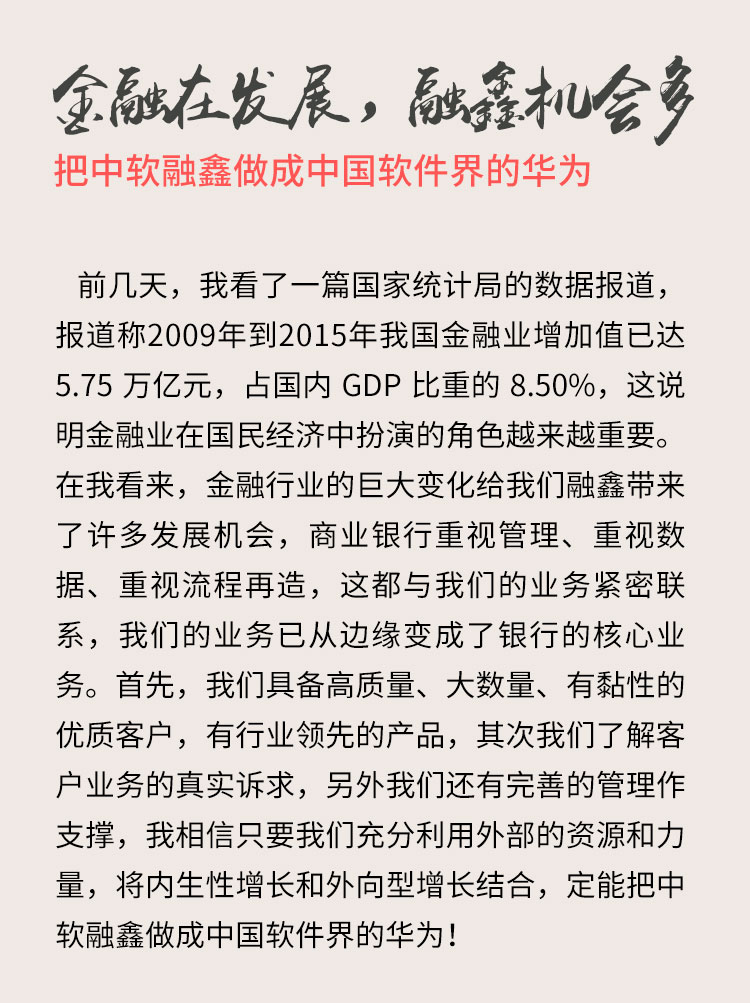 金融在发展，融鑫机会多
把中软融鑫做成中国软件界的华为
前几天，我看了一篇国家统计局的数据报道，
报道称2009年到2015年我国金融业增加值已达
5.75 万亿元，占国内 GDP 比重的 8.50%，这说
明金融业在国民经济中扮演的角色越来越重要。
在我看来，金融行业的巨大变化给我们融鑫带来
了许多发展机会，商业银行重视管理、重视数
据、重视流程再造，这都与我们的业务紧密联
系，我们的业务已从边缘变成了银行的核心业
务。首先，我们具备高质量、大数量、有黏性的
优质客户，有行业领先的产品，其次我们了解客
户业务的真实诉求，另外我们还有完善的管理作
支撑，我相信只要我们充分利用外部的资源和力
量，将内生性增长和外向型增长结合，定能把中
软融鑫做成中国软件界的华为！